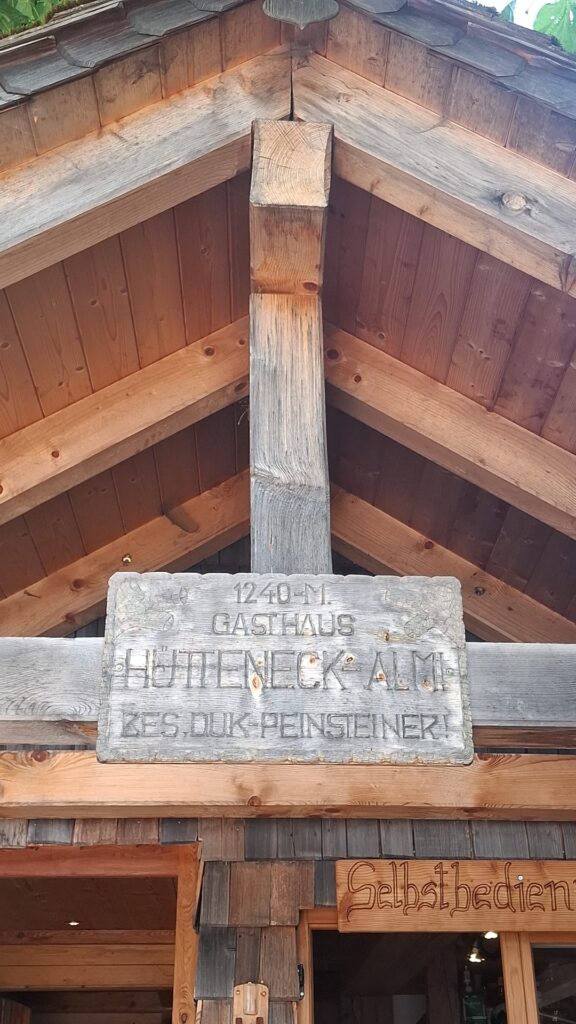 1240-M.
GASTHAUS
HÜTTENECK-ALM
BES. DUK-PEINSTEINER!
Selbstbedien